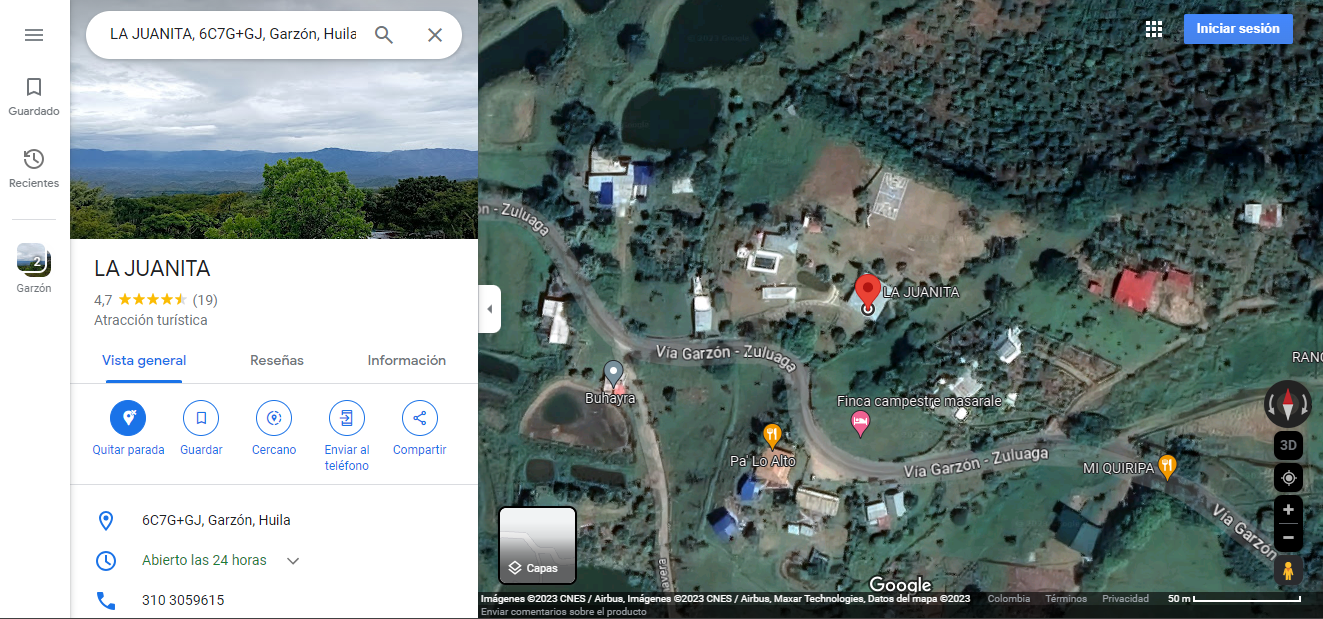 LA JUANITA, 6C7G+GJ, Garzón, Huila
Iniciar sesión
Guardado
Recientes
2
Garzón
LA JUANITA
4,7 (19)
Atracción turística
Vista general Reseñas Información
Quitar parada Guardar Cercano Enviar al teléfono Compartir
6C7G+GJ, Garzón, Huila
Abierto las 24 horas
310 3059615
ón - Zuluaga
LA JUANITA
Vía Garzón - Zuluaga
RANC
Buhayra
Finca campestre masarale
Pa' Lo Alto
Vía Garzón - Zuluaga
MI QUIRIPA
3D
Vía Garzón
Capas
avera
Google
Imágenes ©2023 CNES / Airbus, Imágenes ©2023 CNES / Airbus, Maxar Technologies, Datos del mapa ©2023 Colombia Términos Privacidad 50 m
Enviar comentarios sobre el producto